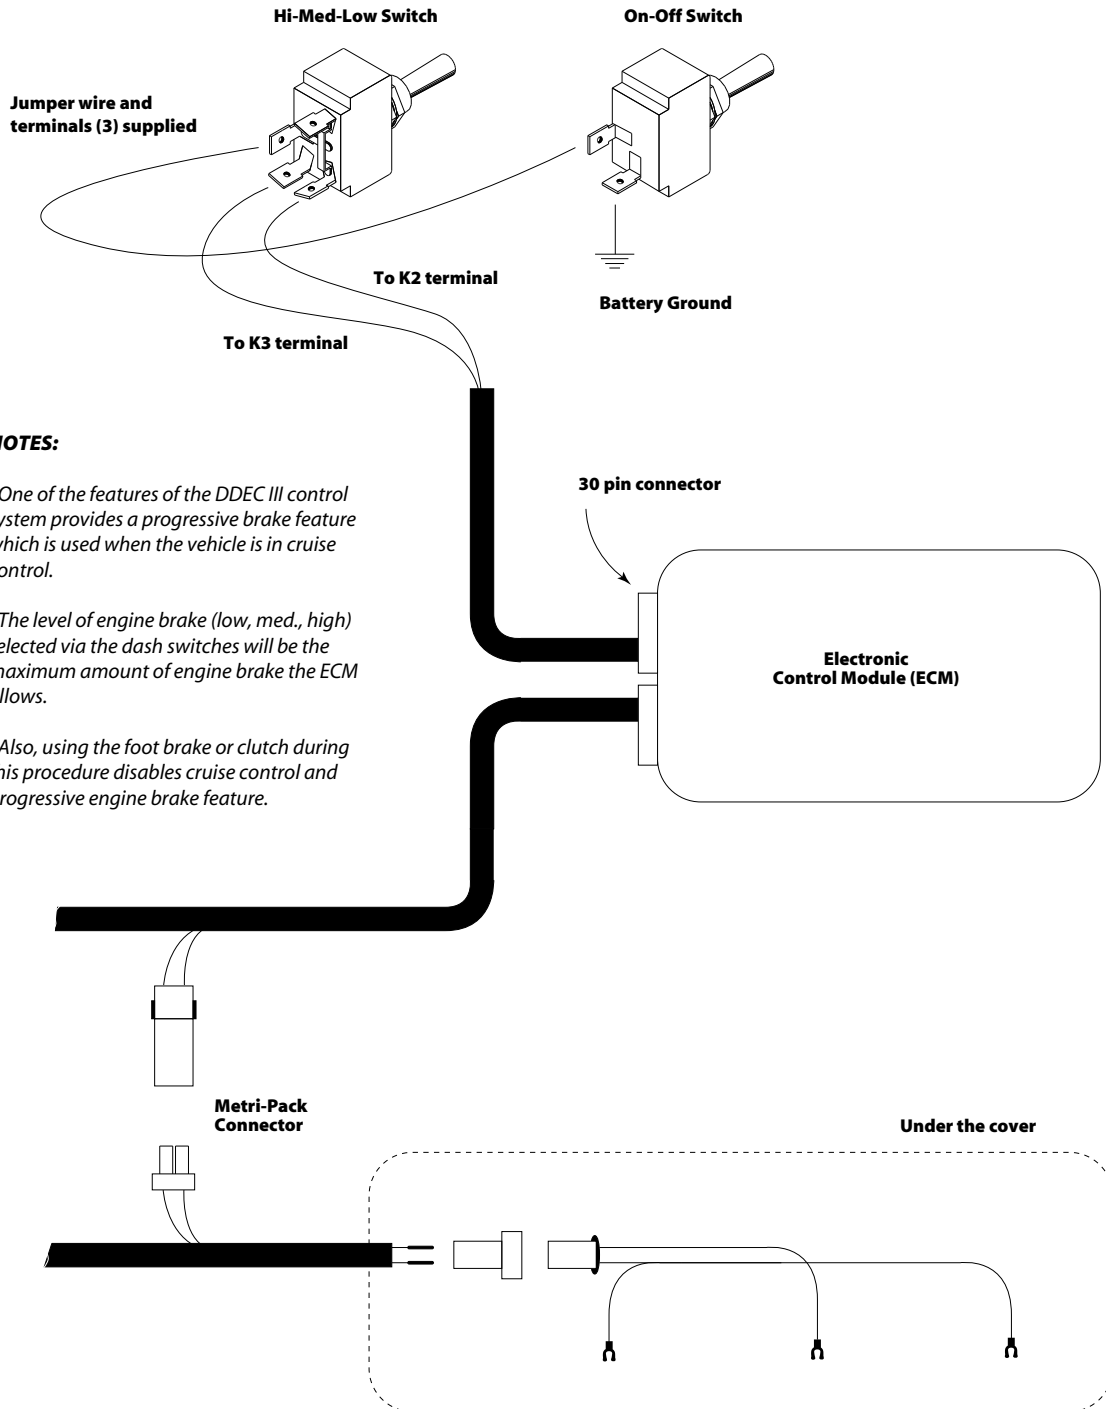 Hi-Med-Low Switch
On-Off Switch
Jumper wire and
terminals (3) supplied
To K2 terminal
Battery Ground
To K3 terminal
NOTES:
One of the features of the DDEC III control
ystem provides a progressive brake feature
which is used when the vehicle is in cruise
ontrol.
The level of engine brake (low, med., high)
elected via the dash switches will be the
maximum amount of engine brake the ECM
llows.
Also, using the foot brake or clutch during
his procedure disables cruise control and
rogressive engine brake feature.
30 pin connector
Electronic
Control Module (ECM)
Metri-Pack
Connector
Under the cover